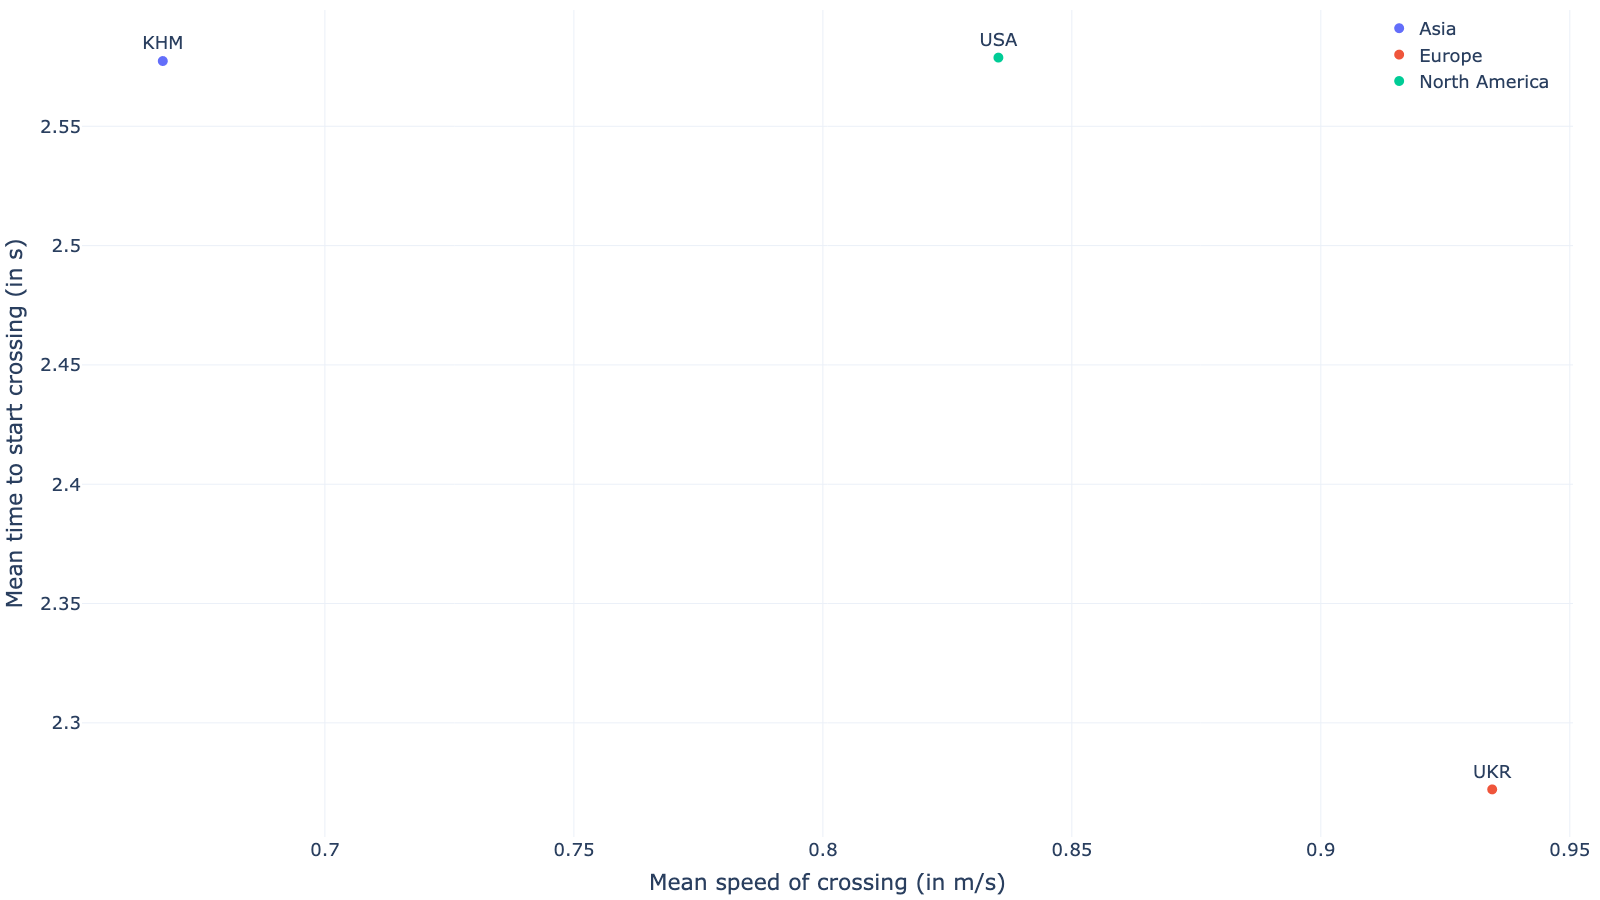 KHM
USA
Asia
Europe
North America
2.55
2.5
2.45
2.4
2.35
2.3
Mean time to start crossing (in s)
UKR
0.7
0.75
0.8
0.85
0.9
0.95
Mean speed of crossing (in m/s)